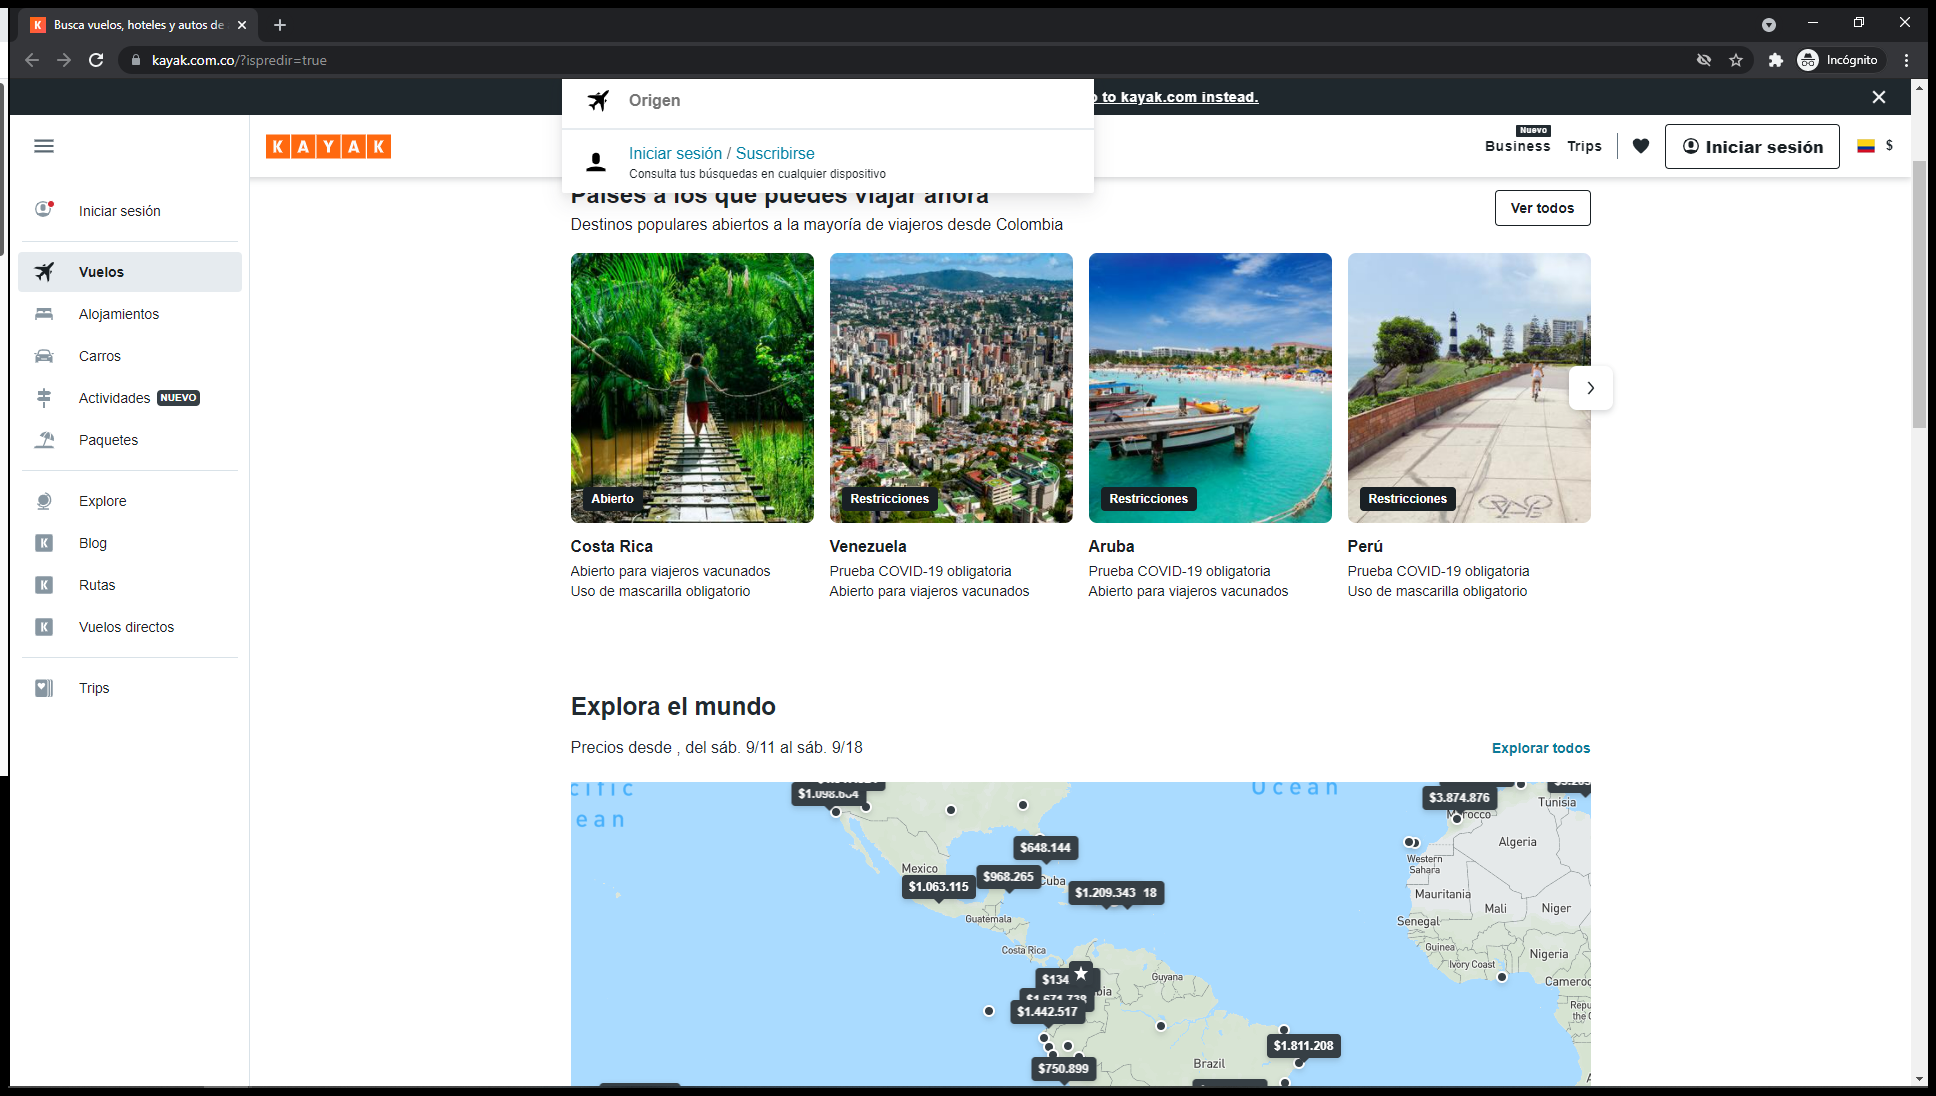 Busca vuelos, hoteles y autos de
kayak.com.co/?ispredir=true
Incógnito
Origen
to kayak.com instead.
Iniciar sesión / Suscribirse
Consulta tus búsquedas en cualquier dispositivo
KAYAK
Nuevo
Business
Trips
Iniciar sesión
$
Iniciar sesión
Vuelos
Alojamientos
Carros
Actividades NUEVO
Paquetes
Explore
Blog
Rutas
Vuelos directos
Trips
Países a los que puedes viajar ahora
Destinos populares abiertos a la mayoría de viajeros desde Colombia
Ver todos
Abierto
Restricciones
Restricciones
Restricciones
Costa Rica
Abierto para viajeros vacunados
Uso de mascarilla obligatorio
Venezuela
Prueba COVID-19 obligatoria
Abierto para viajeros vacunados
Aruba
Prueba COVID-19 obligatoria
Abierto para viajeros vacunados
Perú
Prueba COVID-19 obligatoria
Uso de mascarilla obligatorio
Explora el mundo
Precios desde , del sáb. 9/11 al sáb. 9/18
Explorar todos
Ocean
$1.098.604
$3.874.876
Tunisia
Morocco
$648.144
Algeria
Mexico
$968.265
Cuba
Western
Sahara
$1.063.115
$1.209.343 18
Mauritania
Mali
Niger
Guatemala
Senegal
Guinea
Costa Rica
Nigeria
Ivory Coast
$134
Guyana
$1.671.738
$1.442.517
$1.811.208
Brazil
$750.899